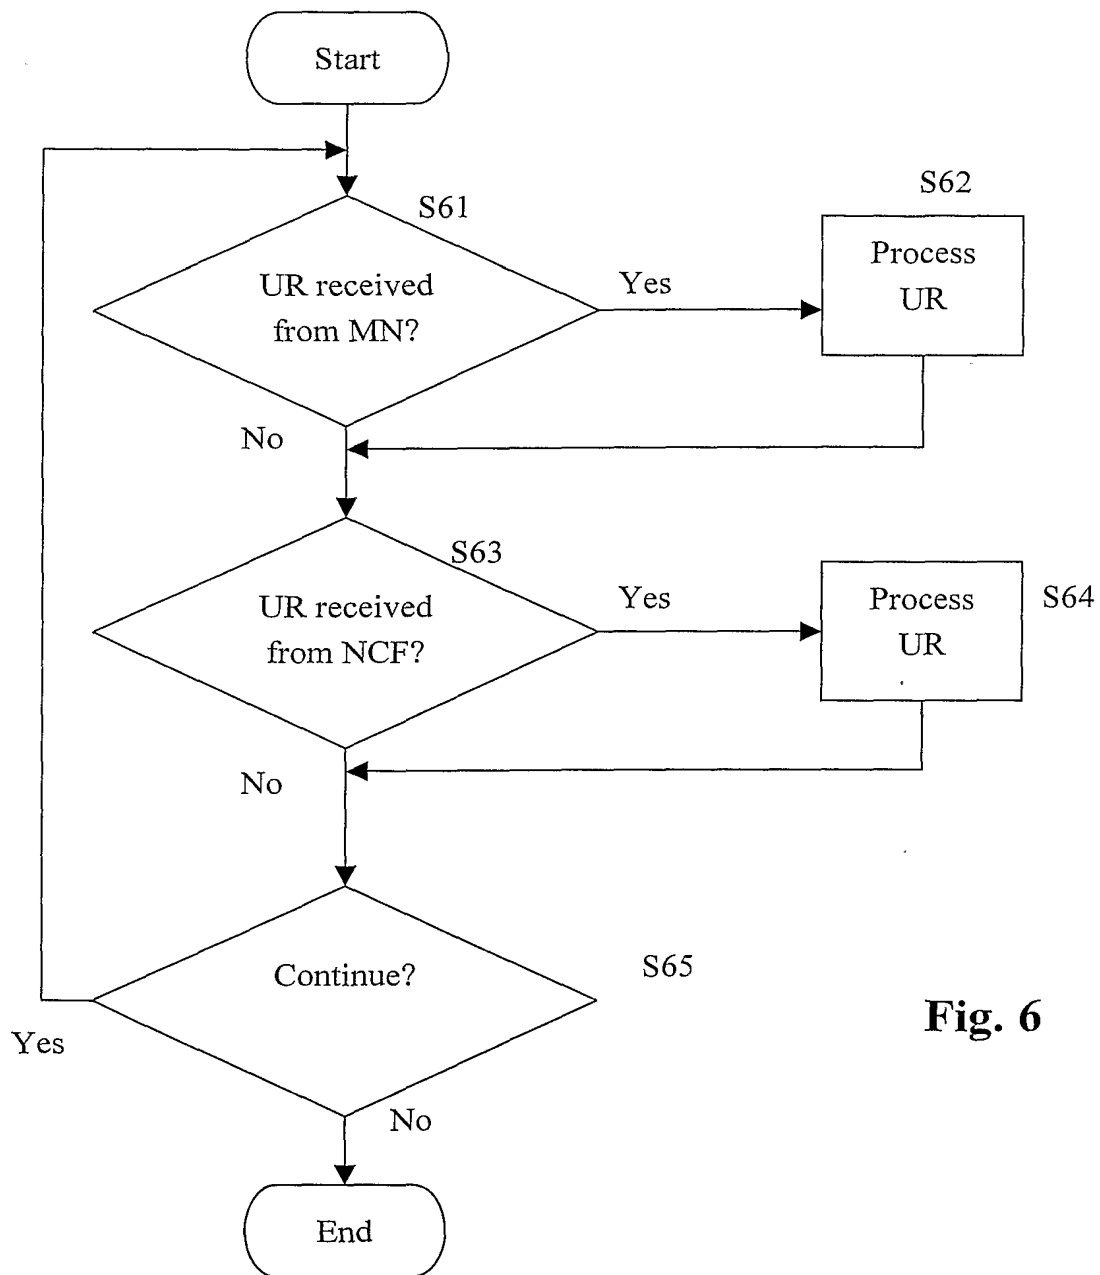 Start
S61
S62
UR received
from MN?
Yes
Process
UR
No
S63
UR received
from NCF?
Yes
Process
UR
S64
No
Continue?
S65
Fig. 6
Yes
No
End